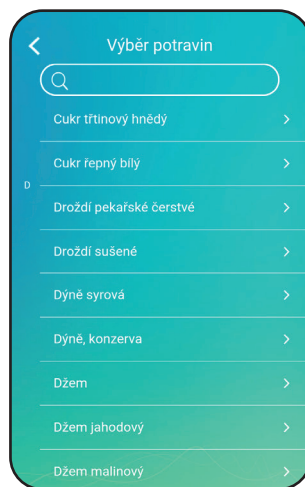 Výběr potravin
Cukr třtinový hnědý
Cukr řepný bílý
D
Droždí pekařské čerstvé
Droždí sušené
Dýně syrová
Dýně, konzerva
Džem
Džem jahodový
Džem malinový